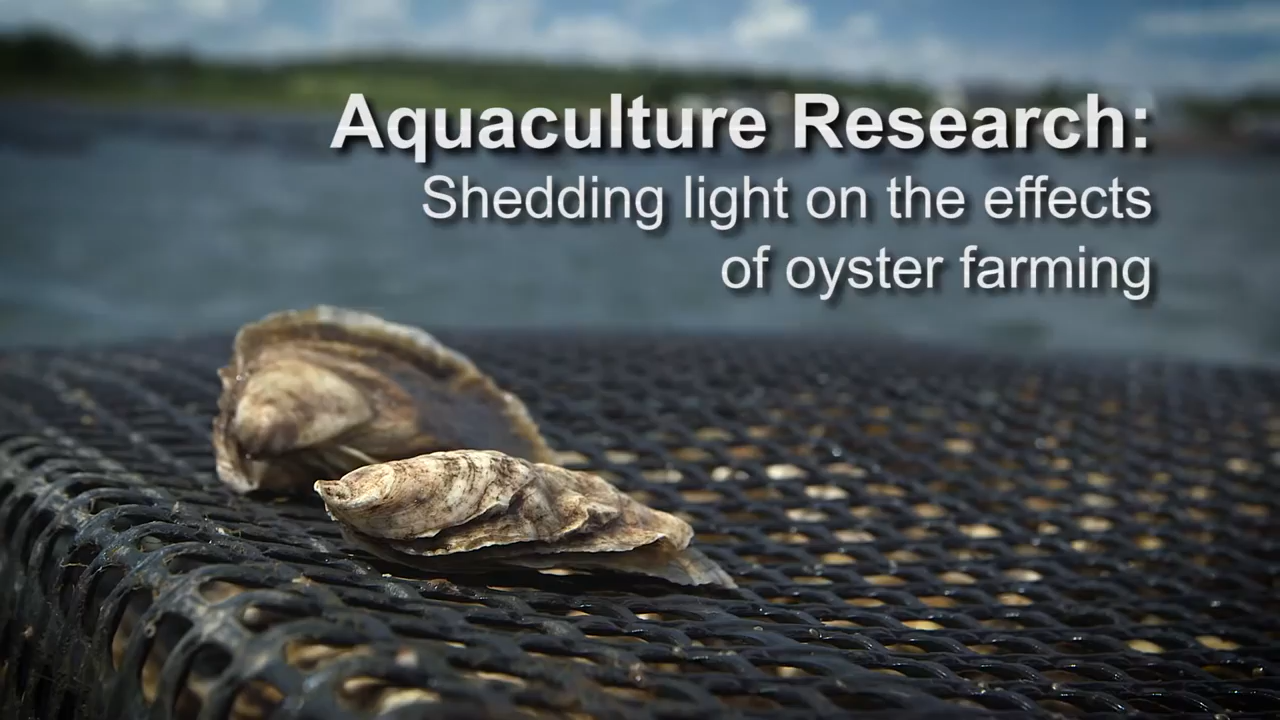 Aquaculture Research:
Shedding light on the effects
of oyster farming